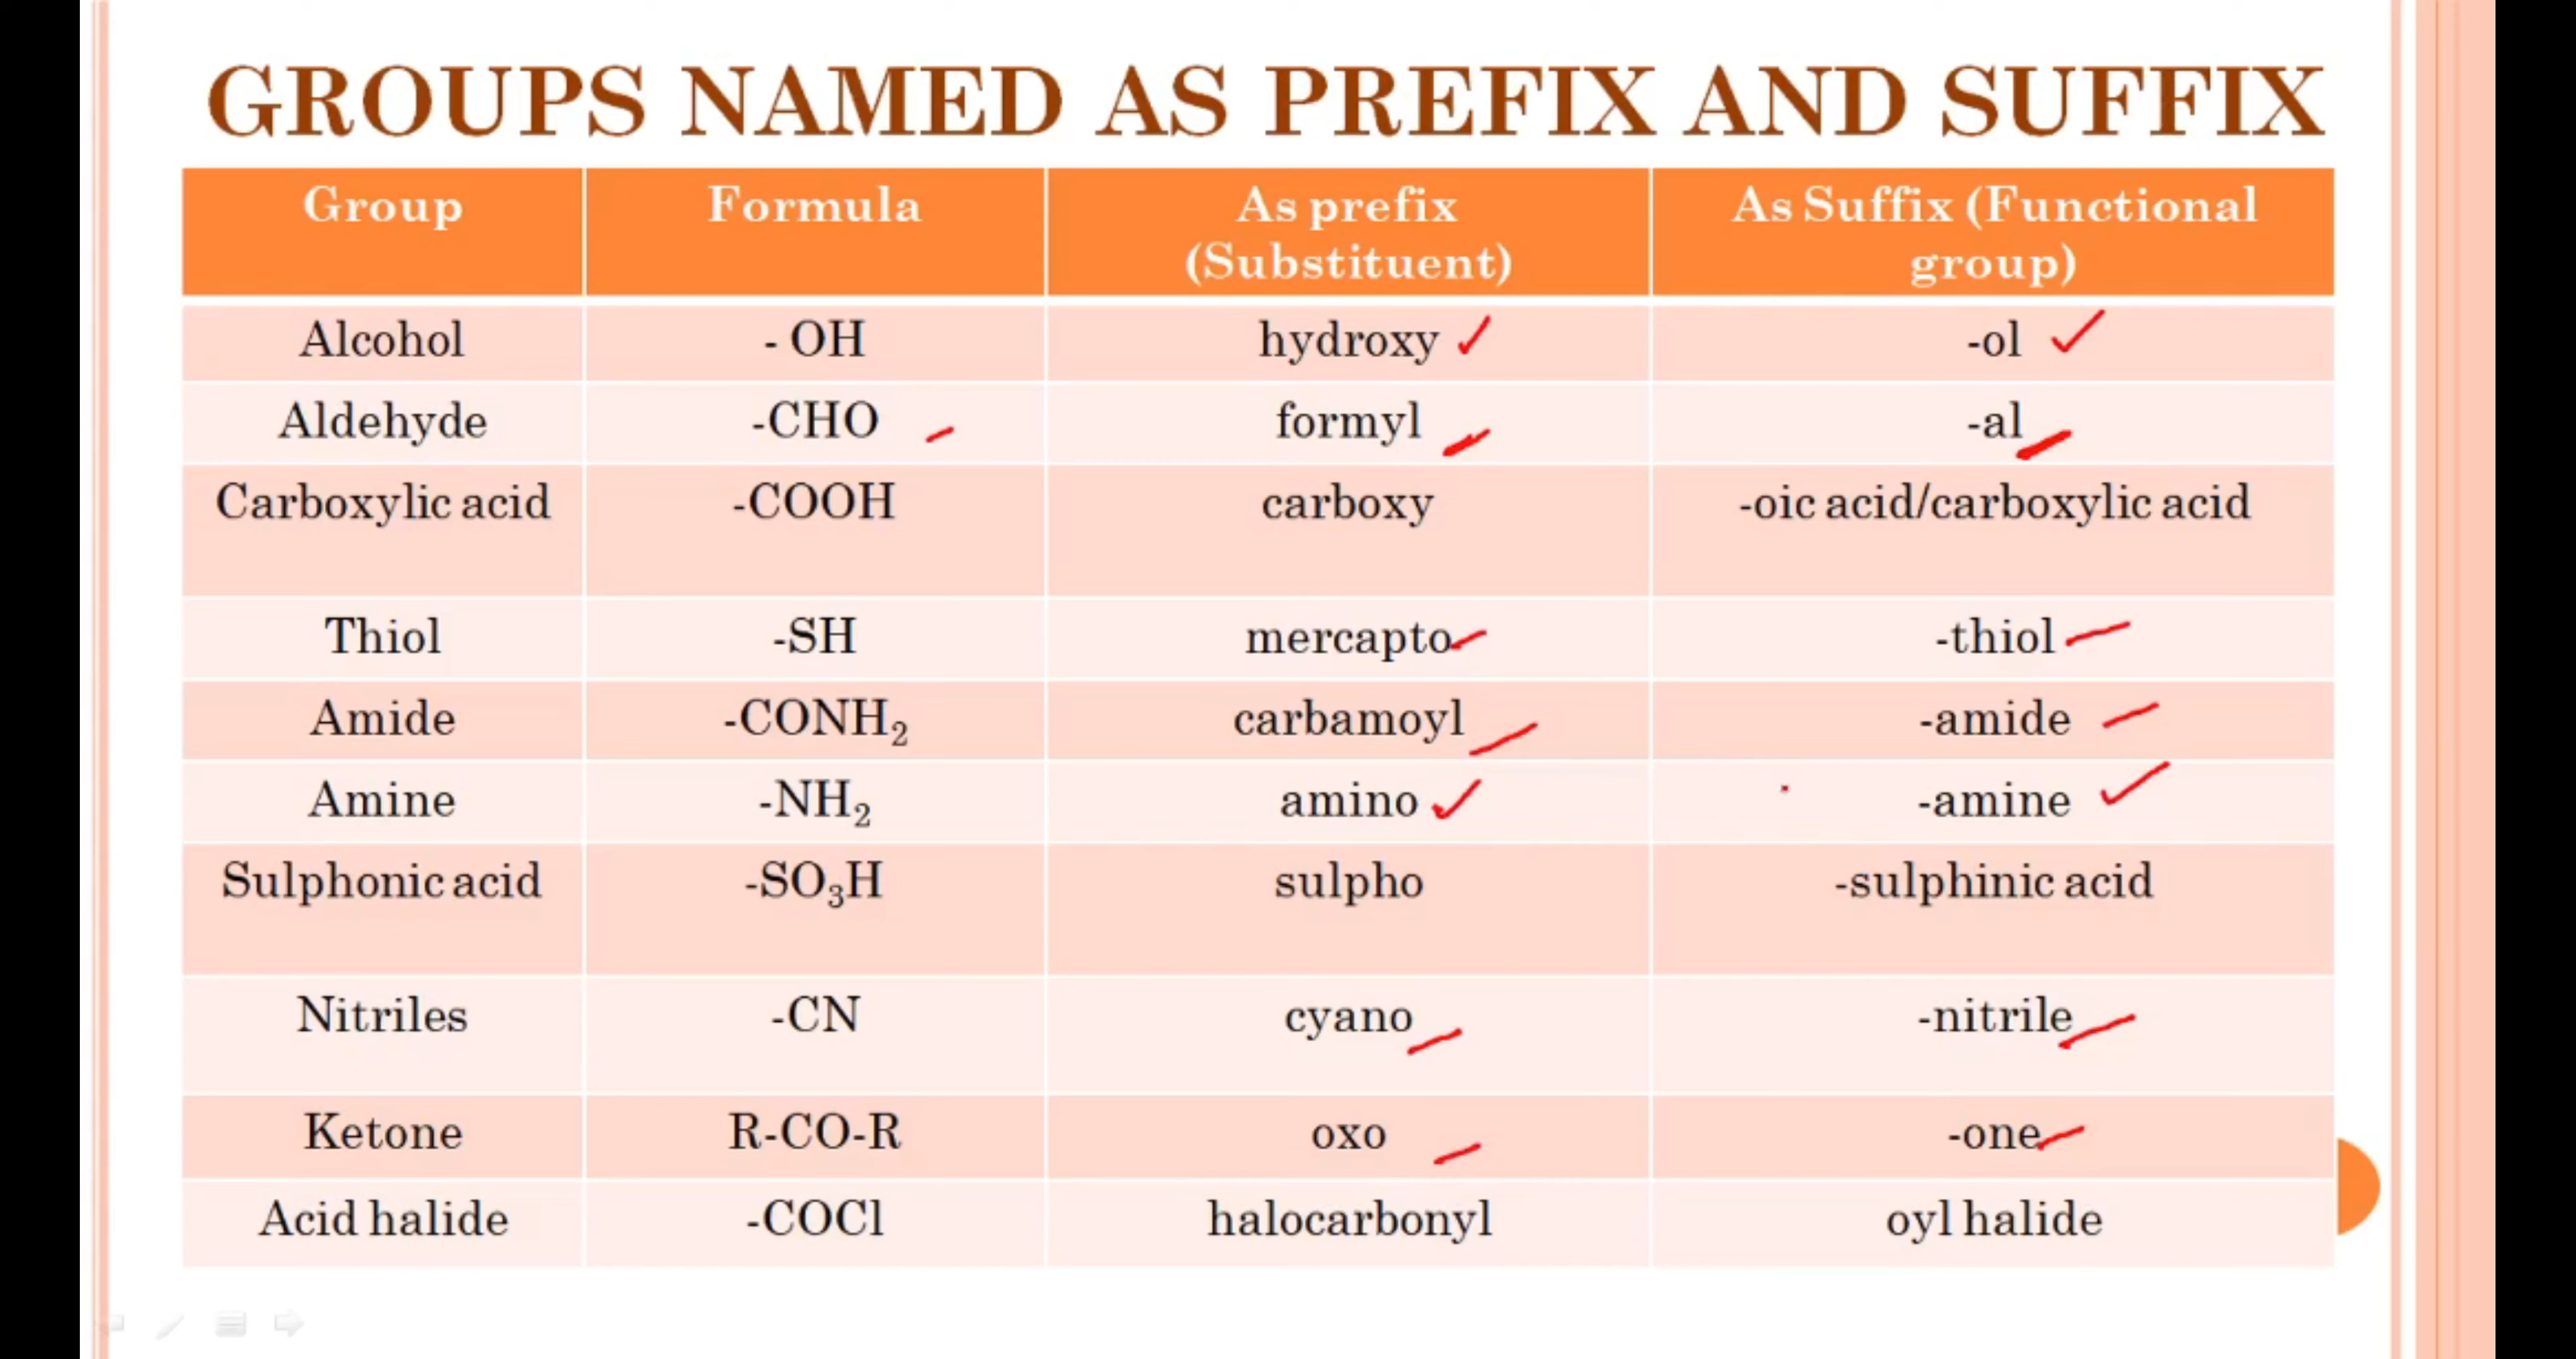 GROUPS NAMED AS PREFIX AND SUFFIX
Group Formula As prefix (Substituent) As Suffix (Functional group)
Alcohol - OH hydroxy -ol
Aldehyde -CHO formyl -al
Carboxylic acid -COOH carboxy -oic acid/carboxylic acid
Thiol -SH mercapto -thiol
Amide -CONH₂ carbamoyl -amide
Amine -NH₂ amino -amine
Sulphonic acid -SO₃H sulpho -sulphinic acid
Nitriles -CN cyano -nitrile
Ketone R-CO-R oxo -one
Acid halide -COCl halocarbonyl oyl halide